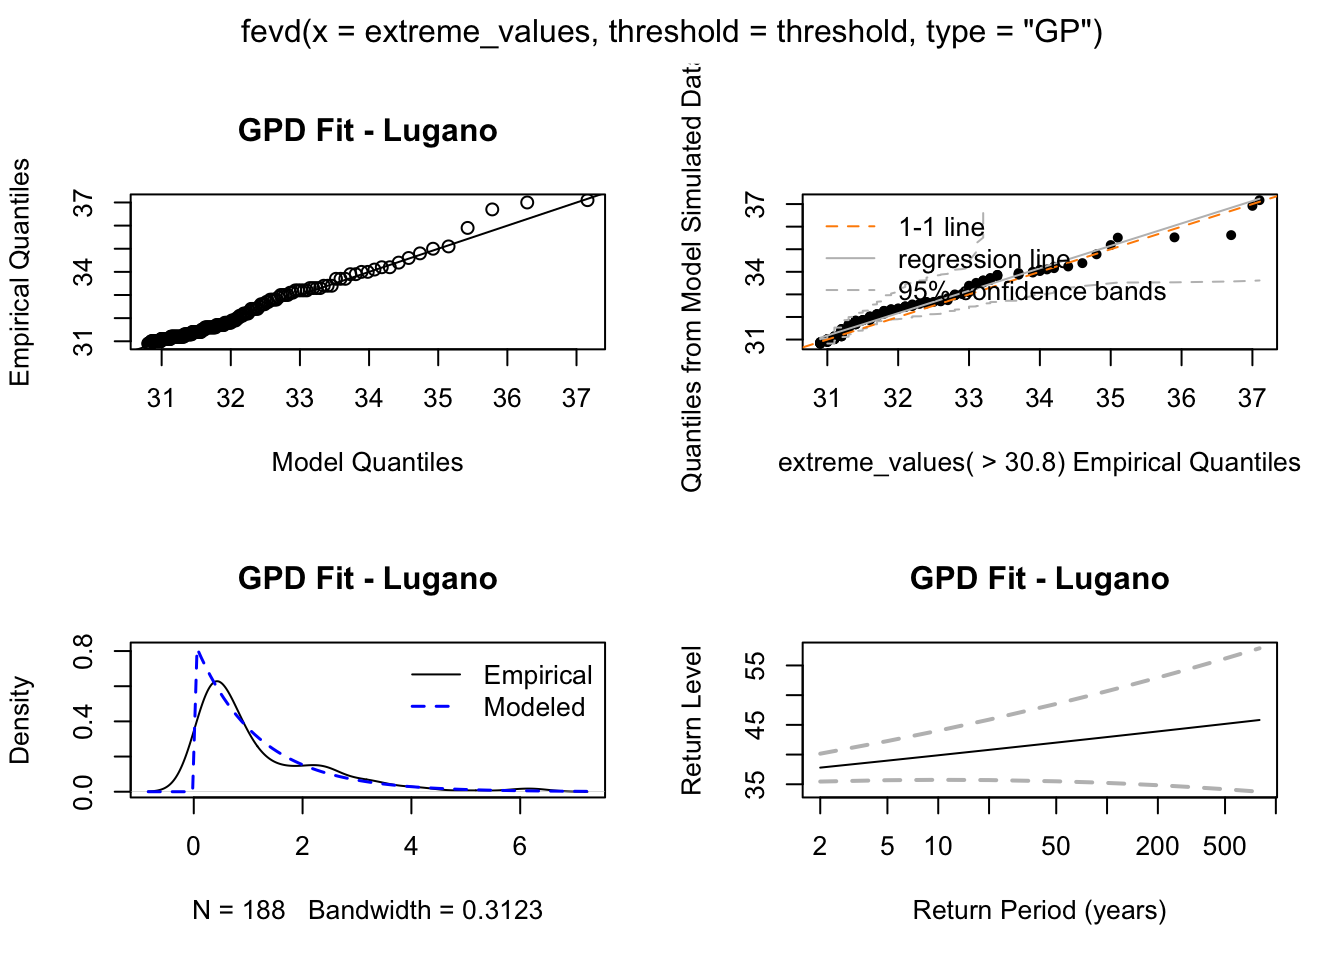 fevd(x = extreme_values, threshold = threshold, type = "GP")
GPD Fit - Lugano
Empirical Quantiles
37
34
31
31 32 33 34 35 36 37
Model Quantiles
Quantiles from Model Simulated Dat
37
34
31
1-1 line
regression line
95% confidence bands
31 32 33 34 35 36 37
extreme_values( > 30.8) Empirical Quantiles
GPD Fit - Lugano
Density
0.8
0.4
0.0
Empirical
Modeled
0 2 4 6
N = 188 Bandwidth = 0.3123
GPD Fit - Lugano
Return Level
55
45
35
2 5 10 50 200 500
Return Period (years)